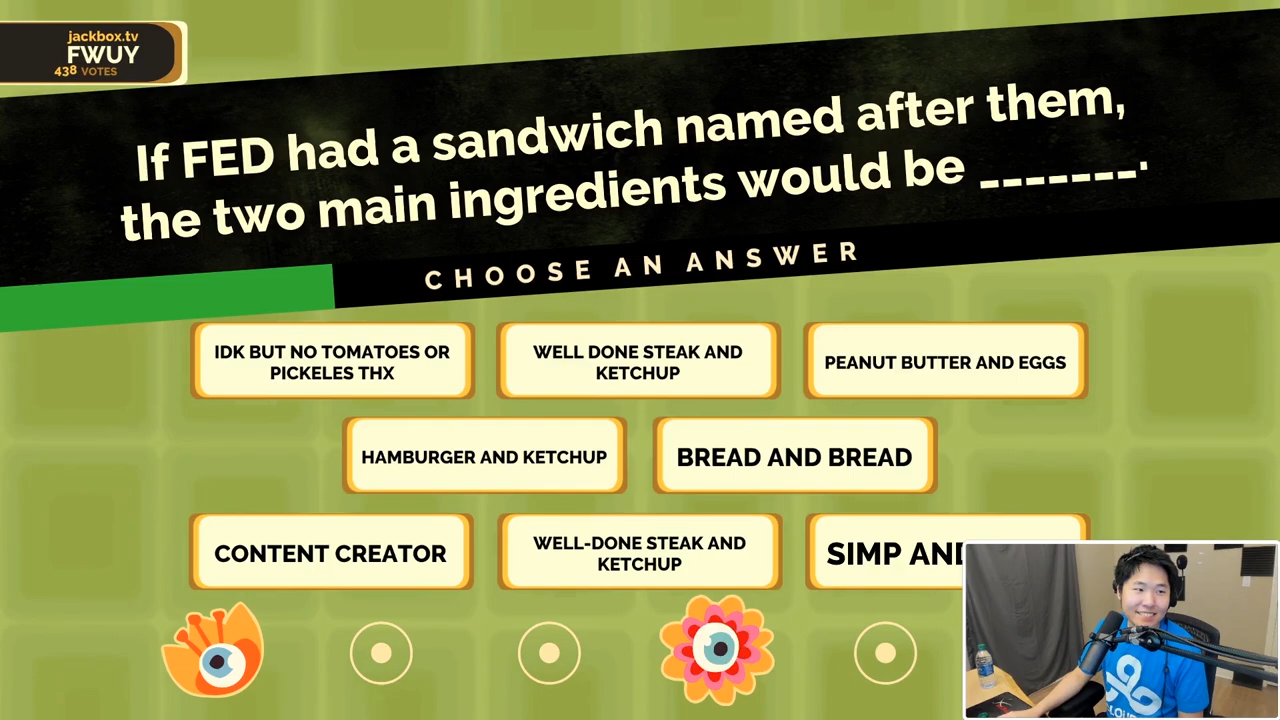 jackbox.tv
FWUY
438 VOTES
If FED had a sandwich named after them,
the two main ingredients would be _______.
CHOOSE AN ANSWER
IDK BUT NO TOMATOES OR
PICKELES THX
WELL DONE STEAK AND
KETCHUP
PEANUT BUTTER AND EGGS
HAMBURGER AND KETCHUP
BREAD AND BREAD
CONTENT CREATOR
WELL-DONE STEAK AND
KETCHUP
SIMP AND
CLOUD